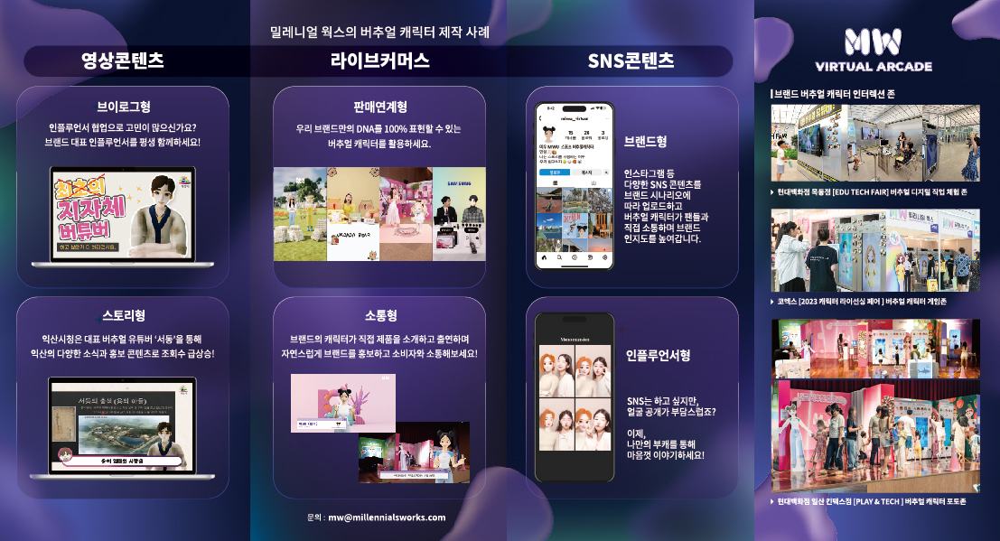 밀레니얼 웍스의 버추얼 캐릭터 제작 사례
영상콘텐츠
브이로그형
인플루언서 협업으로 고민이 많으신가요?
브랜드 대표 인플루언서를 평생 함께하세요!
최초의
지자체
버튜버
스토리형
익산시청은 대표 버추얼 유튜버 ‘서동’을 통해
익산의 다양한 소식과 홍보 콘텐츠로 조회수 급상승!
서동의 출생 (용의 아들)
라이브커머스
판매연계형
우리 브랜드만의 DNA를 100% 표현할 수 있는
버추얼 캐릭터를 활용하세요.
SAMSUNG
소통형
브랜드의 캐릭터가 직접 제품을 소개하고 출연하며
자연스럽게 브랜드를 홍보하고 소비자와 소통해보세요!
SNS콘텐츠
브랜드형
인스타그램 등
다양한 SNS 콘텐츠를
브랜드 시나리오에
따라 업로드하고
버추얼 캐릭터가 팬들과
직접 소통하며 브랜드
인지도를 높여갑니다.
인플루언서형
SNS는 하고 싶지만,
얼굴 공개가 부담스럽죠?
이제,
나만의 부캐를 통해
마음껏 이야기하세요!
문의 : mw@millennialsworks.com
MW
VIRTUAL ARCADE
브랜드 버추얼 캐릭터 인터렉션 존
현대백화점 목동점 [EDU TECH FAIR] 버추얼 디지털 직업 체험 존
코엑스 [2023 캐릭터 라이선싱 페어] 버추얼 캐릭터 게임존
현대백화점 일산 킨텍스점 [PLAY & TECH] 버추얼 캐릭터 포토존